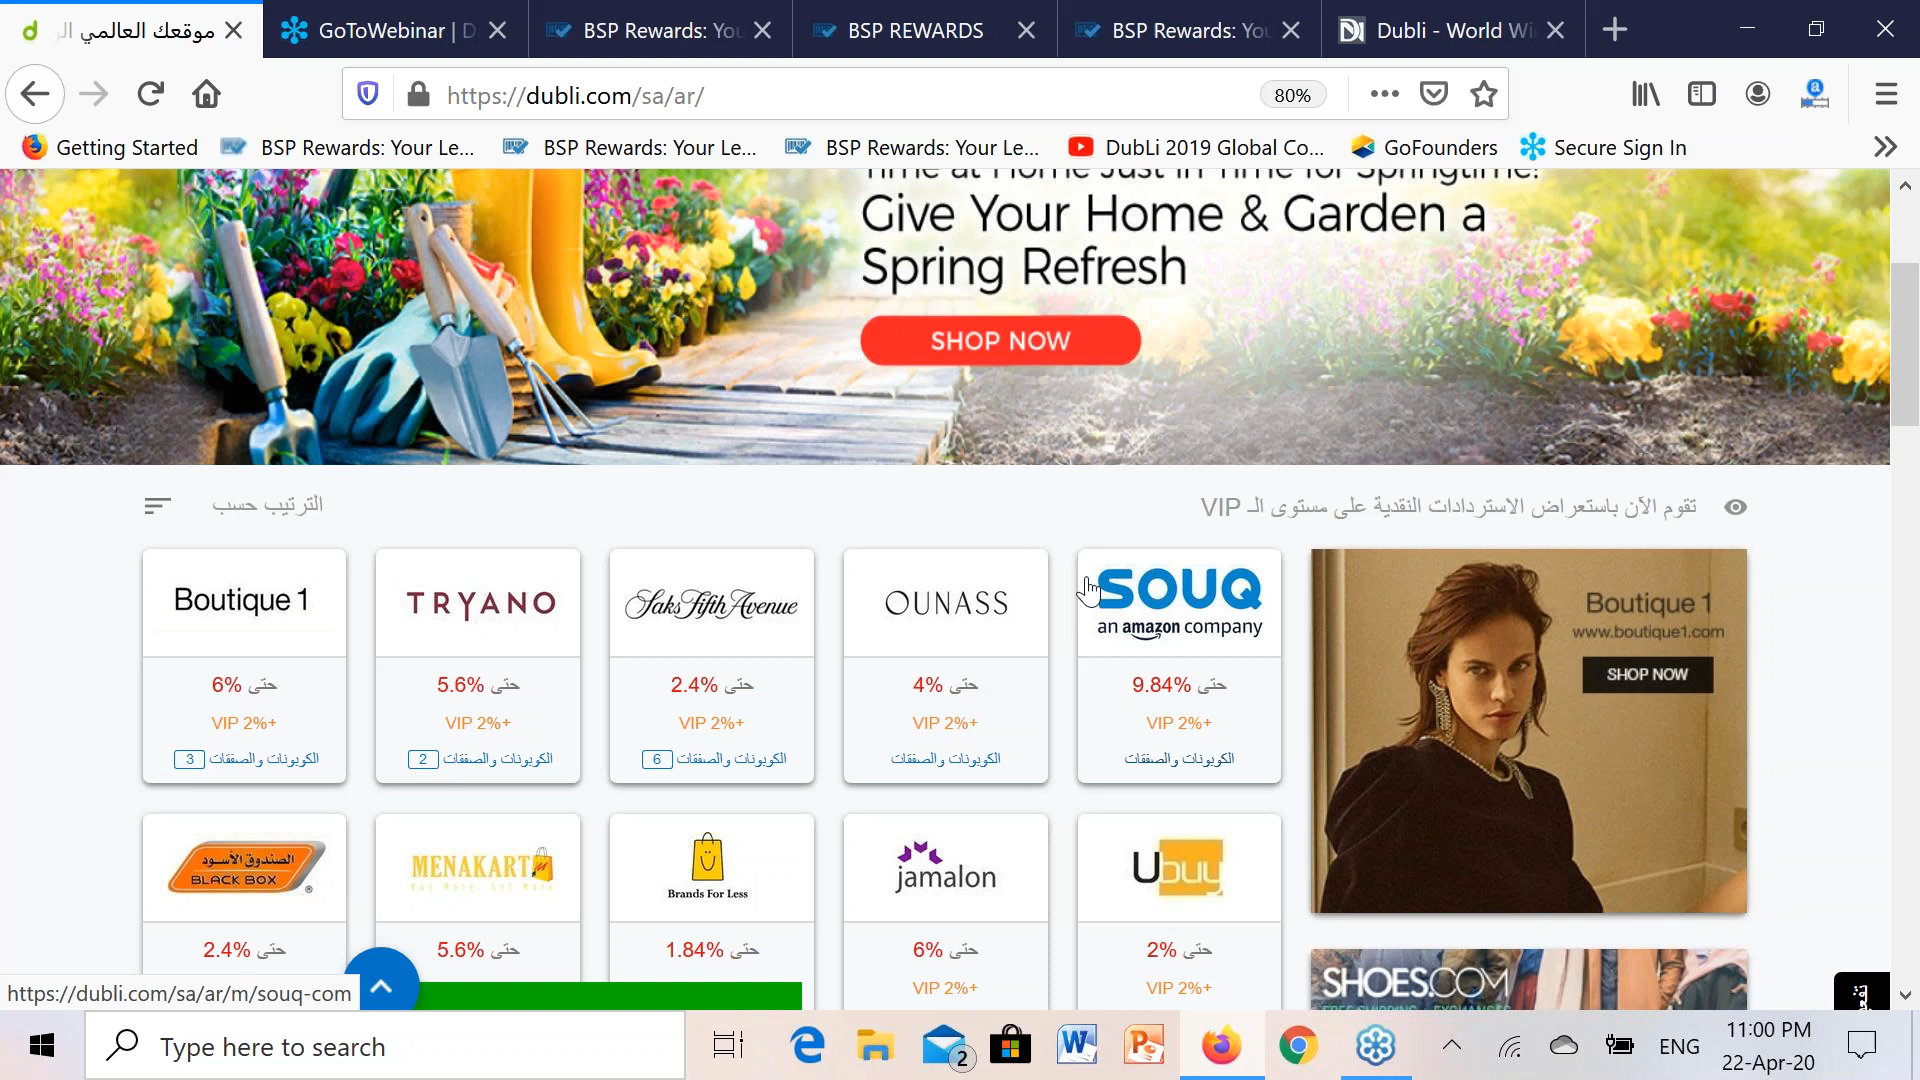 موقعك العالمي
GoToWebinar | D
BSP Rewards: You
BSP REWARDS
BSP Rewards: You
Dubli - World Wi
https://dubli.com/sa/ar/
80%
Getting Started
BSP Rewards: Your Le...
BSP Rewards: Your Le...
BSP Rewards: Your Le...
DubLi 2019 Global Co...
GoFounders
Secure Sign In
Time at Home Just in Time for Springtime!
Give Your Home & Garden a
Spring Refresh
SHOP NOW
تقوم الآن باستعراض الاستردادات النقدية على مستوى الـ VIP
الترتيب حسب
Boutique 1
حتى 6%
VIP 2%+
الكوبونات والصفقات 3
TRYANO
حتى 5.6%
VIP 2%+
الكوبونات والصفقات 2
Saks Fifth Avenue
حتى 2.4%
VIP 2%+
الكوبونات والصفقات 6
OUNASS
حتى 4%
VIP 2%+
الكوبونات والصفقات
SOUQ
an amazon company
حتى 9.84%
VIP 2%+
الكوبونات والصفقات
Boutique 1
www.boutique1.com
SHOP NOW
الصندوق الأسود
BLACK BOX
حتى 2.4%
MENAKART
Buy More. Get More
حتى 5.6%
Brands For Less
حتى 1.84%
jamalon
حتى 6%
VIP 2%+
Ubuy
حتى 2%
VIP 2%+
SHOES.COM
FREE SHIPPING + EXCHANGES
https://dubli.com/sa/ar/m/souq-com
Type here to search
2
ENG
11:00 PM
22-Apr-20